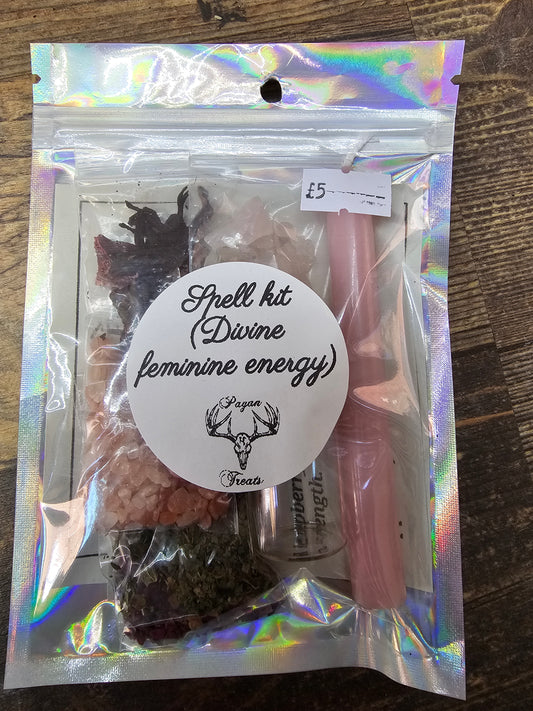 £5
Spell kit
(Divine
feminine energy)
Pagan
Treats